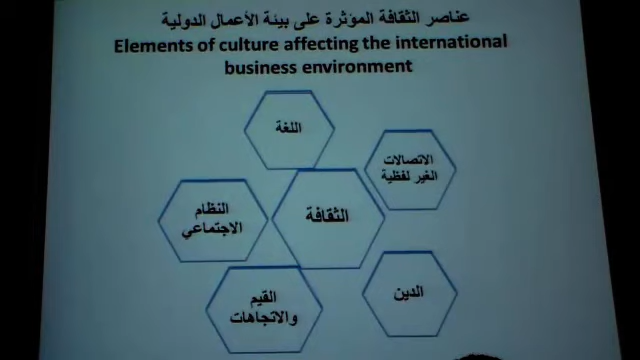 عناصر الثقافة المؤثرة على بيئة الأعمال الدولية
Elements of culture affecting the international
business environment
اللغة
الاتصالات
الغير لفظية
النظام
الاجتماعي
الثقافة
القيم
والاتجاهات
الدين